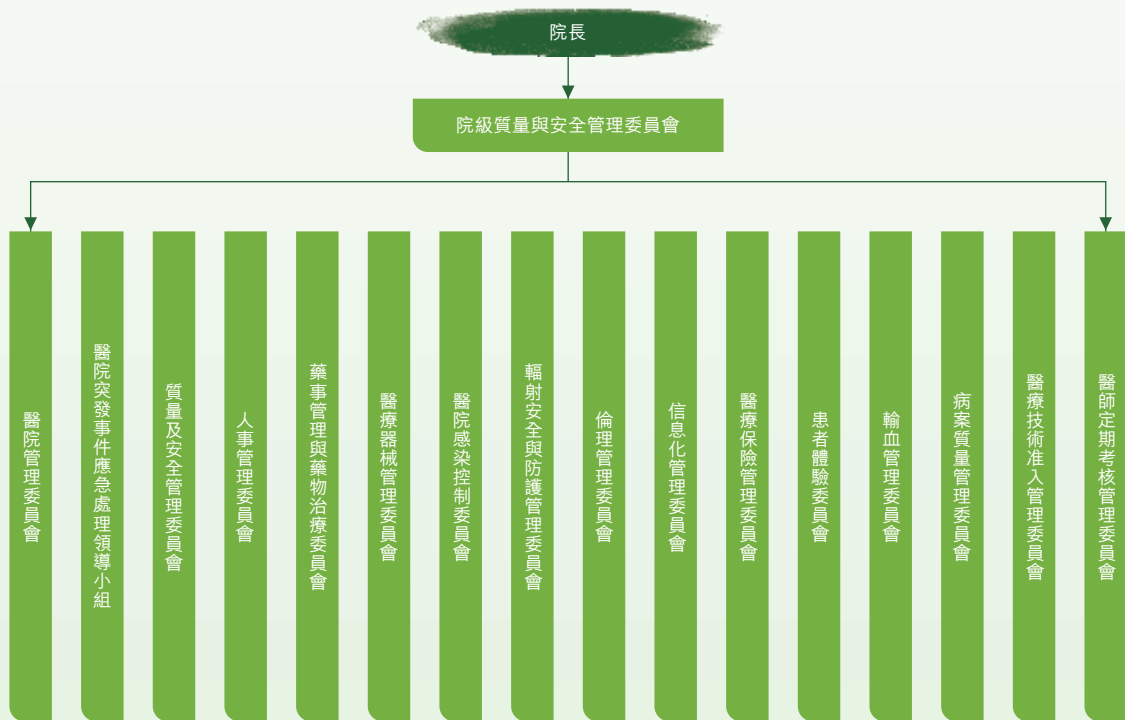 院長
院級質量與安全管理委員會
醫院管理委員會
醫院突發事件應急處理領導小組
質量及安全管理委員會
人事管理委員會
藥事管理與藥物治療委員會
醫療器械管理委員會
醫院感染控制委員會
輻射安全與防護管理委員會
倫理管理委員會
信息化管理委員會
醫療保險管理委員會
患者體驗委員會
輸血管理委員會
病案質量管理委員會
醫療技術准入管理委員會
醫師定期考核管理委員會